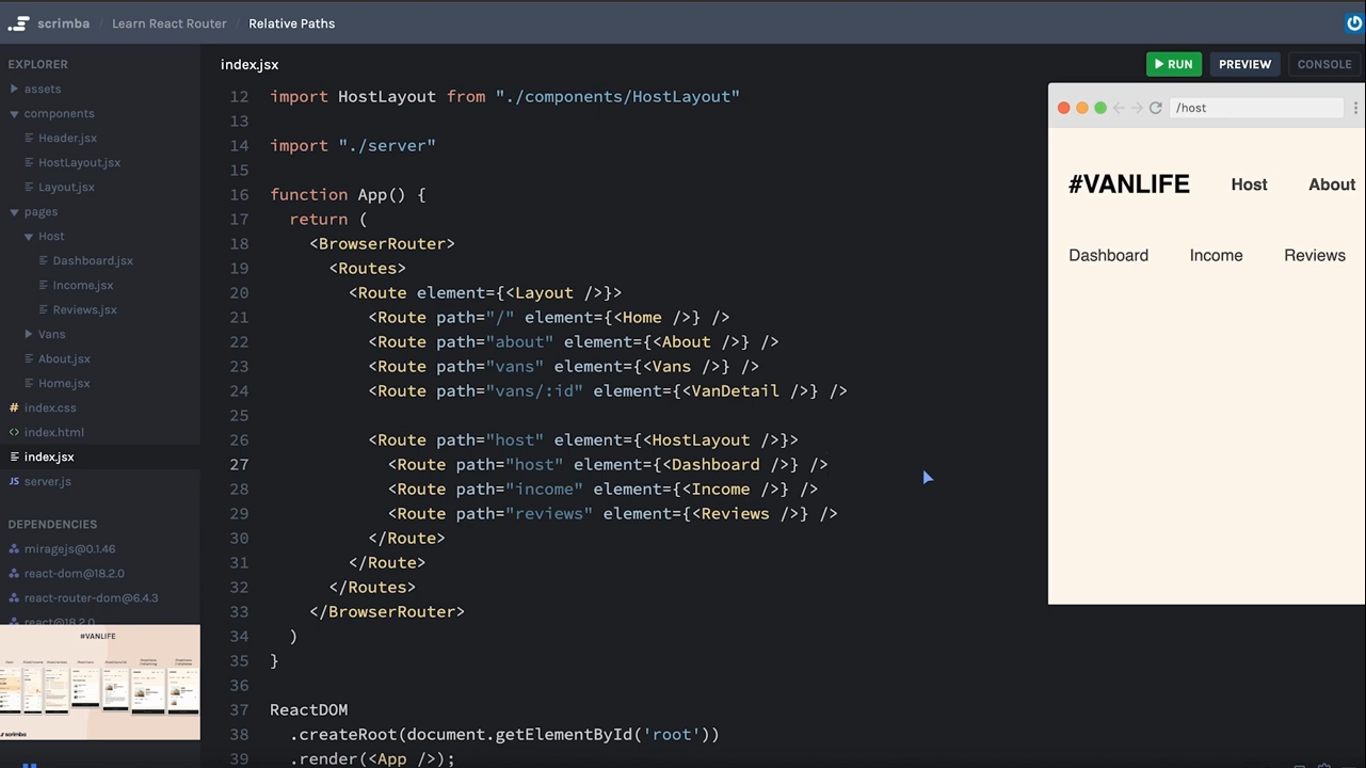 scrimba / Learn React Router / Relative Paths
EXPLORER
assets
components
Header.jsx
HostLayout.jsx
Layout.jsx
pages
Host
Dashboard.jsx
Income.jsx
Reviews.jsx
Vans
About.jsx
Home.jsx
# index.css
<> index.html
index.jsx
JS server.js
DEPENDENCIES
miragejs@0.1.46
react-dom@18.2.0
react-router-dom@6.4.3
react@18.2.0
#VANLIFE
index.jsx
12 import HostLayout from "./components/HostLayout"
13
14 import "./server"
15
16 function App() {
17 return (
18 <BrowserRouter>
19 <Routes>
20 <Route element={<Layout />}>
21 <Route path="/" element={<Home />} />
22 <Route path="about" element={<About />} />
23 <Route path="vans" element={<Vans />} />
24 <Route path="vans/:id" element={<VanDetail />} />
25
26 <Route path="host" element={<HostLayout />}>
27 <Route path="host" element={<Dashboard />} />
28 <Route path="income" element={<Income />} />
29 <Route path="reviews" element={<Reviews />} />
30 </Route>
31 </Route>
32 </Routes>
33 </BrowserRouter>
34 )
35 }
36
37 ReactDOM
38 .createRoot(document.getElementById('root'))
39 .render(<App />);
RUN PREVIEW CONSOLE
/host
#VANLIFE Host About
Dashboard Income Reviews